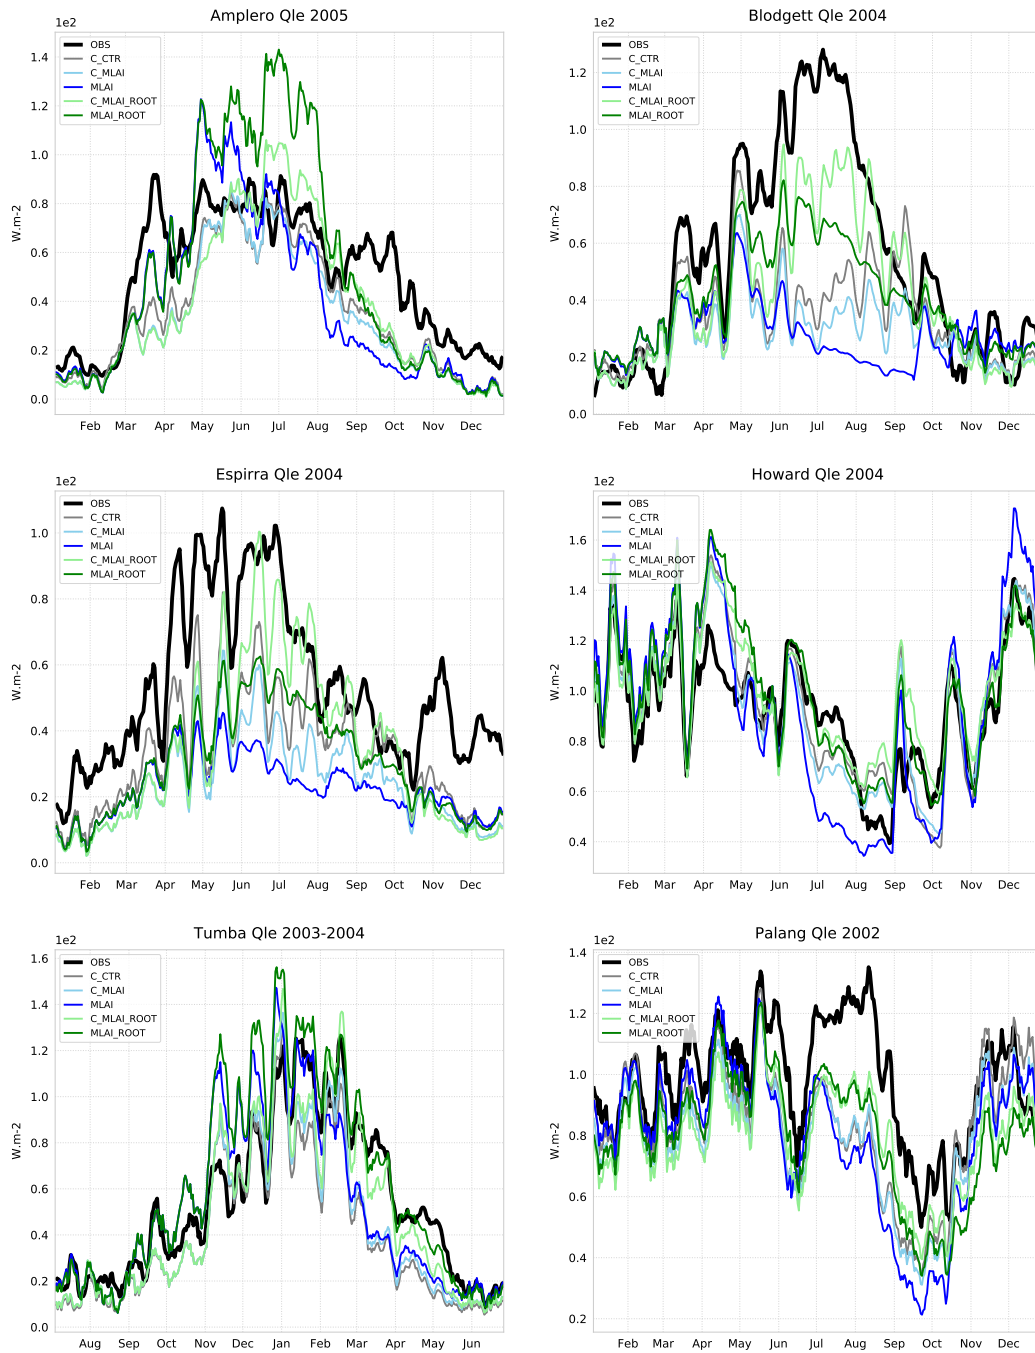 Amplero Qle 2005
1e2
W.m-2
OBS
C_CTR
C_MLAI
MLAI
C_MLAI_ROOT
MLAI_ROOT
1.4
1.2
1.0
0.8
0.6
0.4
0.2
0.0
Feb Mar Apr May Jun Jul Aug Sep Oct Nov Dec
Blodgett Qle 2004
1e2
W.m-2
OBS
C_CTR
C_MLAI
MLAI
C_MLAI_ROOT
MLAI_ROOT
1.2
1.0
0.8
0.6
0.4
0.2
0.0
Feb Mar Apr May Jun Jul Aug Sep Oct Nov Dec
Espirra Qle 2004
1e2
W.m-2
OBS
C_CTR
C_MLAI
MLAI
C_MLAI_ROOT
MLAI_ROOT
1.0
0.8
0.6
0.4
0.2
0.0
Feb Mar Apr May Jun Jul Aug Sep Oct Nov Dec
Howard Qle 2004
1e2
W.m-2
OBS
C_CTR
C_MLAI
MLAI
C_MLAI_ROOT
MLAI_ROOT
1.6
1.4
1.2
1.0
0.8
0.6
0.4
Feb Mar Apr May Jun Jul Aug Sep Oct Nov Dec
Tumba Qle 2003-2004
1e2
W.m-2
OBS
C_CTR
C_MLAI
MLAI
C_MLAI_ROOT
MLAI_ROOT
1.6
1.4
1.2
1.0
0.8
0.6
0.4
0.2
0.0
Aug Sep Oct Nov Dec Jan Feb Mar Apr May Jun
Palang Qle 2002
1e2
W.m-2
OBS
C_CTR
C_MLAI
MLAI
C_MLAI_ROOT
MLAI_ROOT
1.4
1.2
1.0
0.8
0.6
0.4
0.2
Feb Mar Apr May Jun Jul Aug Sep Oct Nov Dec